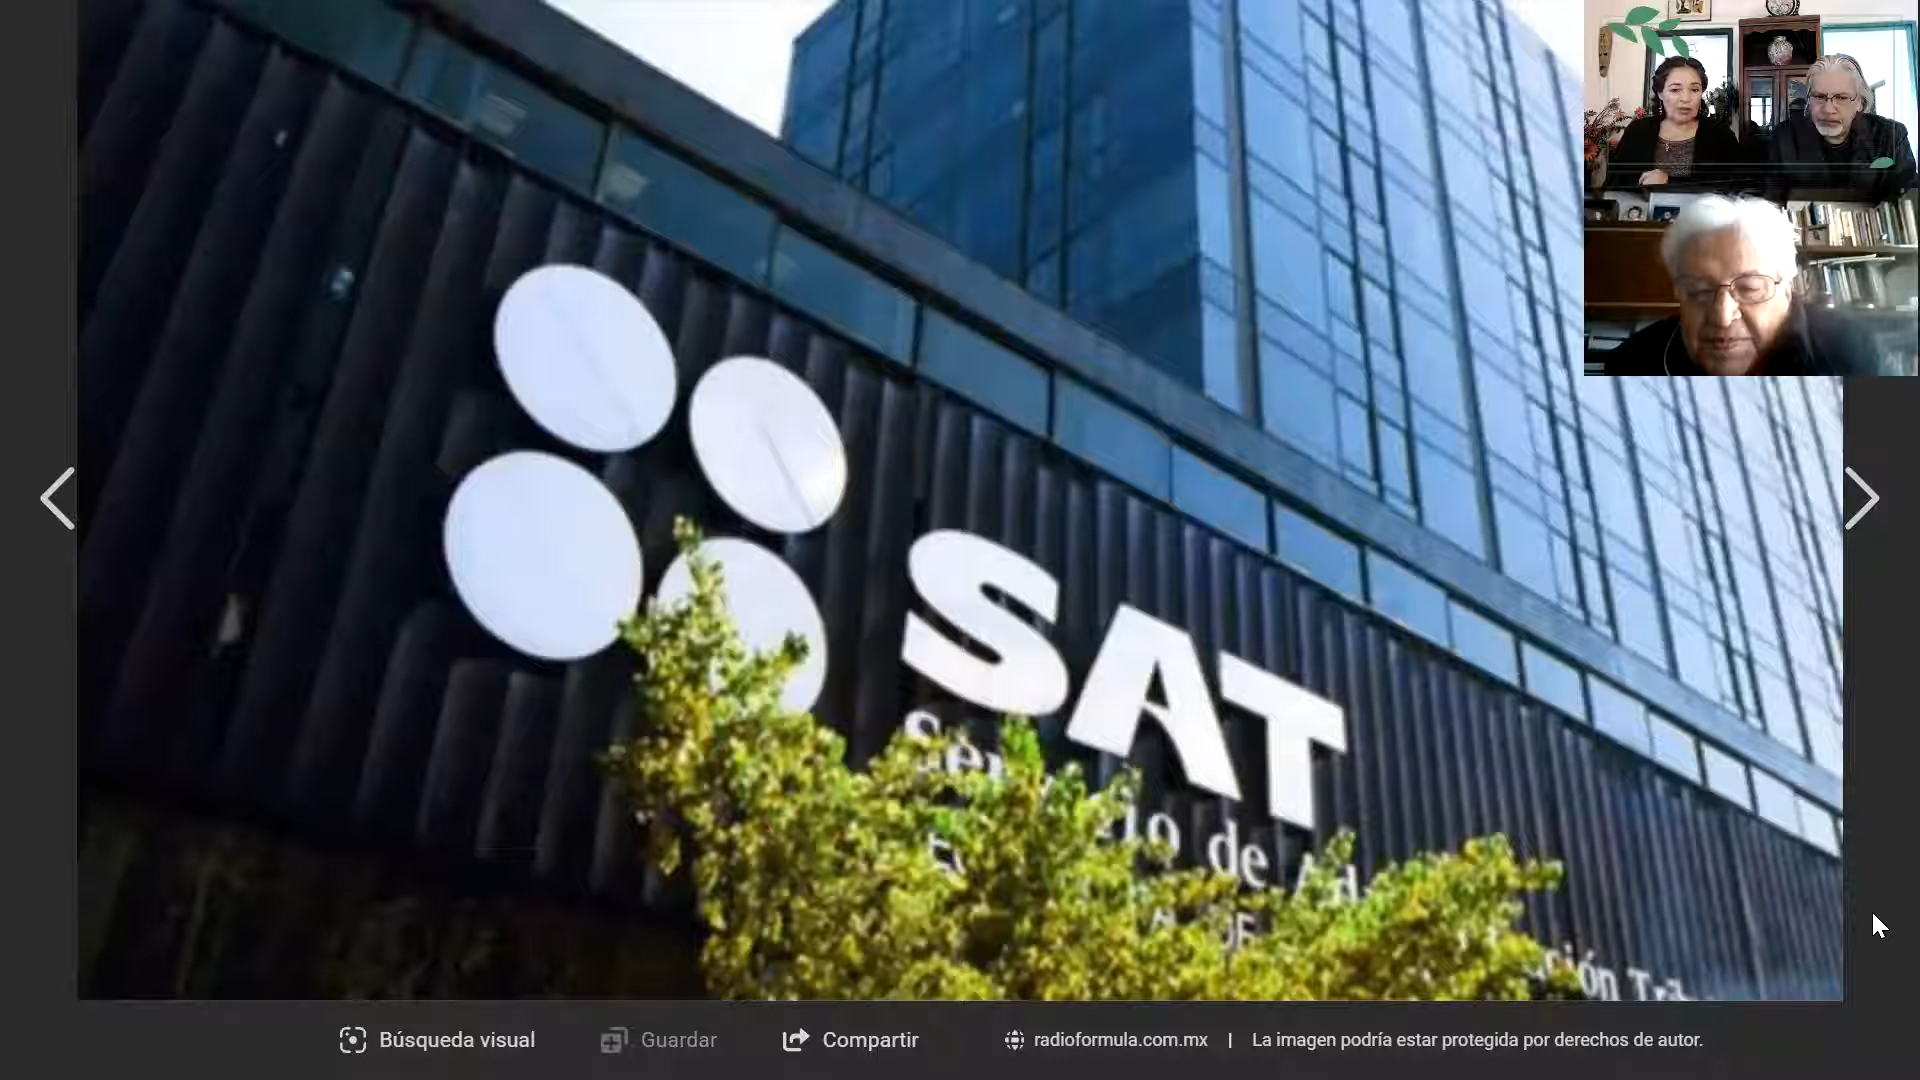 SAT
de
Búsqueda visual
Guardar
Compartir
radioformula.com.mx | La imagen podría estar protegida por derechos de autor.